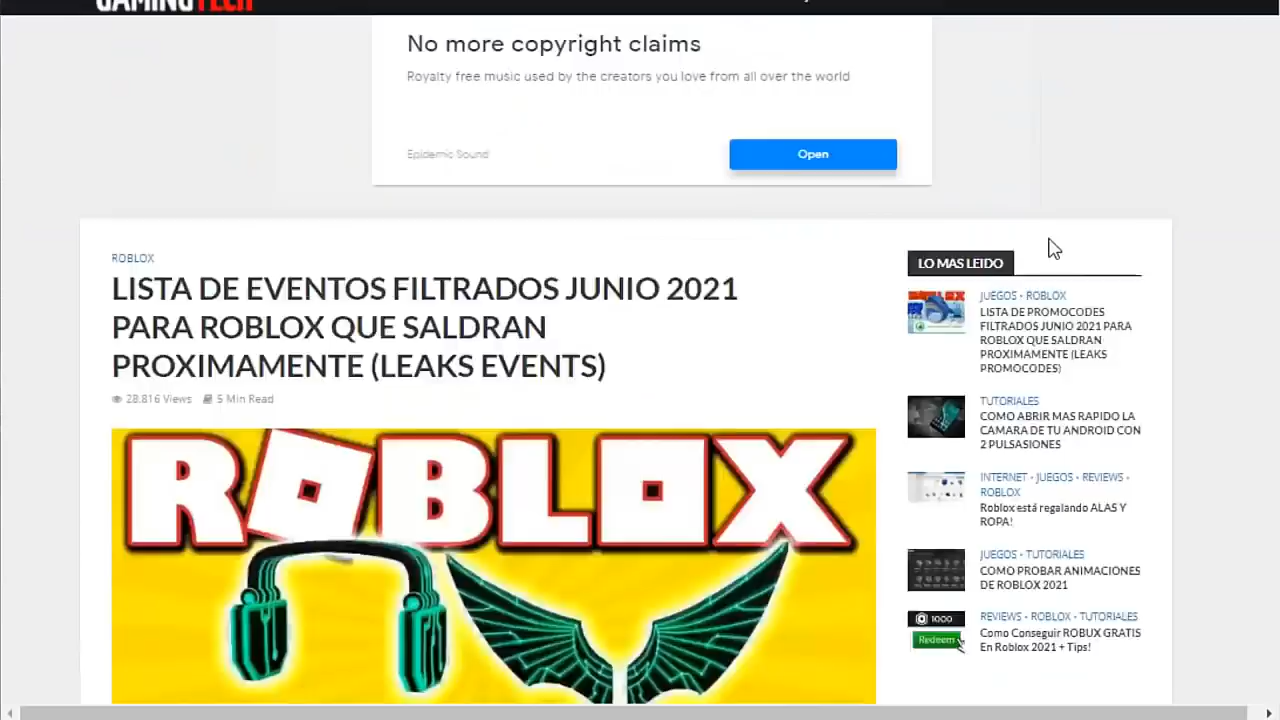 GAMINGTECH
No more copyright claims
Royalty free music used by the creators you love from all over the world
Epidemic Sound
Open
ROBLOX
LISTA DE EVENTOS FILTRADOS JUNIO 2021
PARA ROBLOX QUE SALDRAN
PROXIMAMENTE (LEAKS EVENTS)
28.816 Views
5 Min Read
ROBLOX
LO MAS LEIDO
JUEGOS • ROBLOX
LISTA DE PROMOCODES
FILTRADOS JUNIO 2021 PARA
ROBLOX QUE SALDRAN
PROXIMAMENTE (LEAKS
PROMOCODES)
TUTORIALES
COMO ABRIR MAS RAPIDO LA
CAMARA DE TU ANDROID CON
2 PULSASIONES
INTERNET • JUEGOS • REVIEWS •
ROBLOX
Roblox está regalando ALAS Y
ROPA!
JUEGOS • TUTORIALES
COMO PROBAR ANIMACIONES
DE ROBLOX 2021
1000
Redeem
REVIEWS • ROBLOX • TUTORIALES
Como Conseguir ROBUX GRATIS
En Roblox 2021 + Tips!